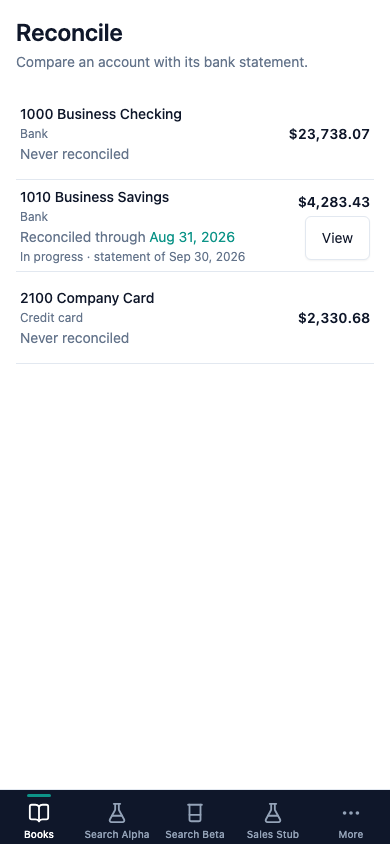 Reconcile
Compare an account with its bank statement.
1000 Business Checking
Bank
$23,738.07
Never reconciled
1010 Business Savings
$4,283.43
Bank
Reconciled through Aug 31, 2026
View
In progress · statement of Sep 30, 2026
2100 Company Card
Credit card
$2,330.68
Never reconciled
Books
Search Alpha
Search Beta
Sales Stub
More